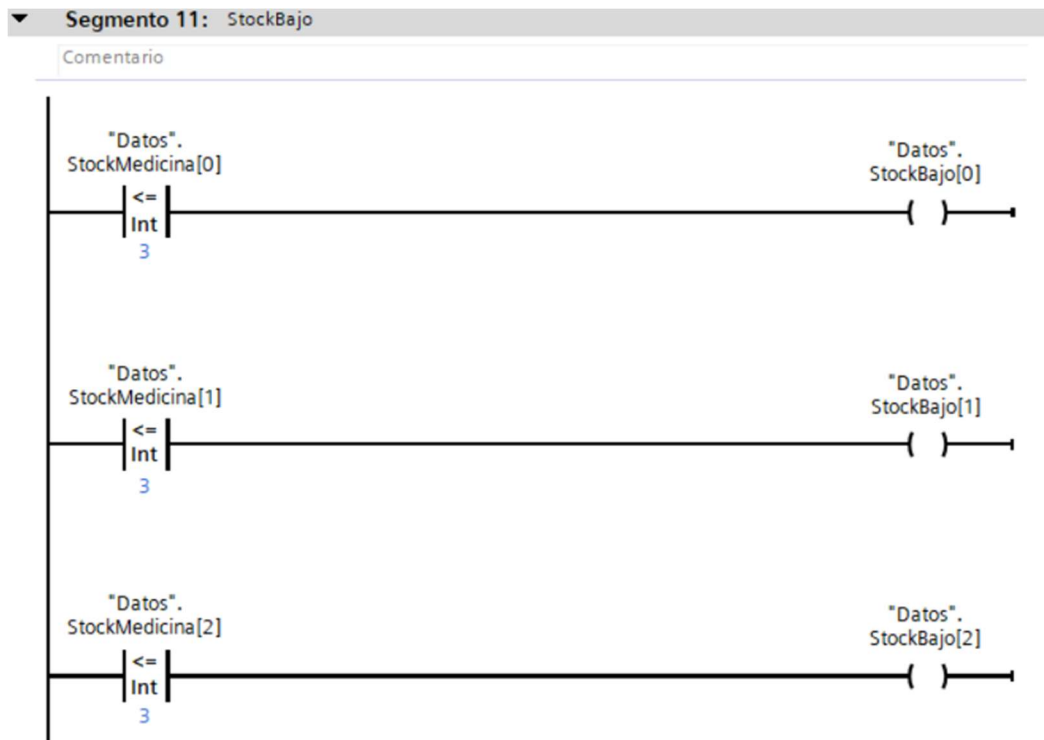 Segmento 11: StockBajo
Comentario
"Datos".
StockMedicina[0]
<=
Int
3
"Datos".
StockBajo[0]
"Datos".
StockMedicina[1]
<=
Int
3
"Datos".
StockBajo[1]
"Datos".
StockMedicina[2]
<=
Int
3
"Datos".
StockBajo[2]